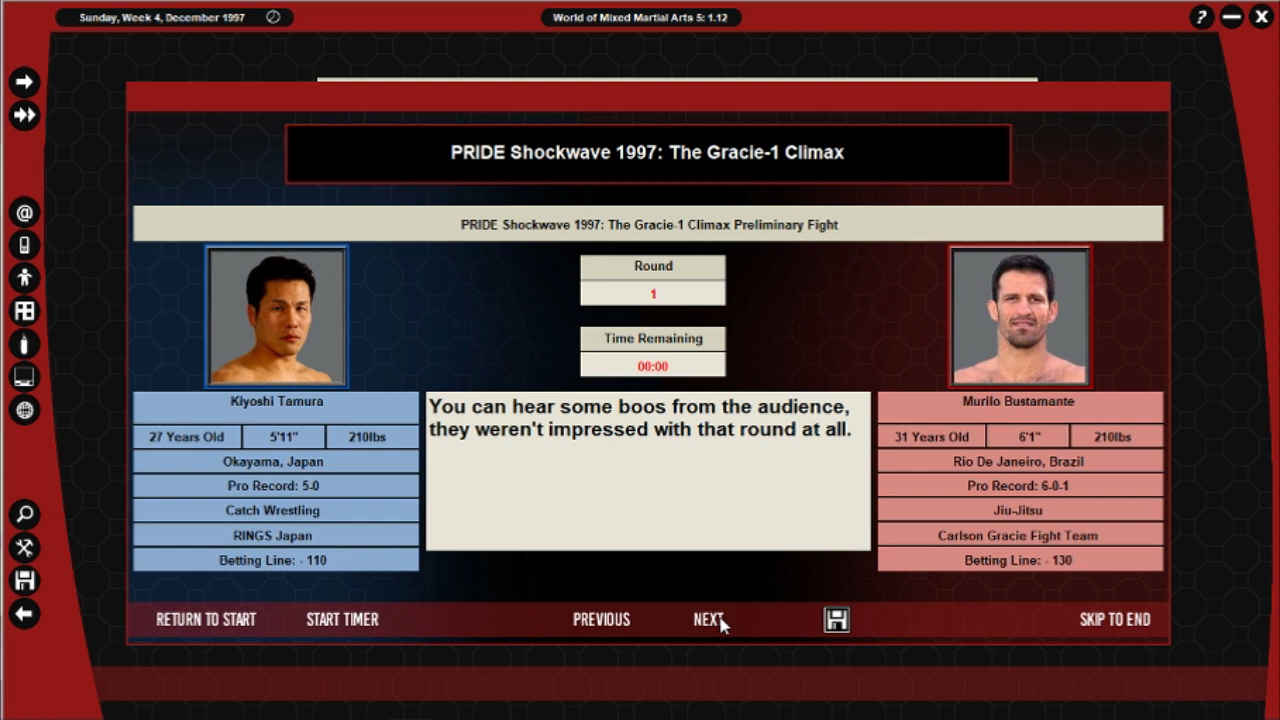 Sunday, Week 4, December 1997
World of Mixed Martial Arts 5: 1.12
?
X
@
PRIDE Shockwave 1997: The Gracie-1 Climax
PRIDE Shockwave 1997: The Gracie-1 Climax Preliminary Fight
Round
1
Time Remaining
00:00
Kiyoshi Tamura
27 Years Old 5'11" 210lbs
Okayama, Japan
Pro Record: 5-0
Catch Wrestling
RINGS Japan
Betting Line: - 110
You can hear some boos from the audience,
they weren't impressed with that round at all.
Murilo Bustamante
31 Years Old 6'1" 210lbs
Rio De Janeiro, Brazil
Pro Record: 6-0-1
Jiu-Jitsu
Carlson Gracie Fight Team
Betting Line: - 130
RETURN TO START START TIMER PREVIOUS NEXT SKIP TO END